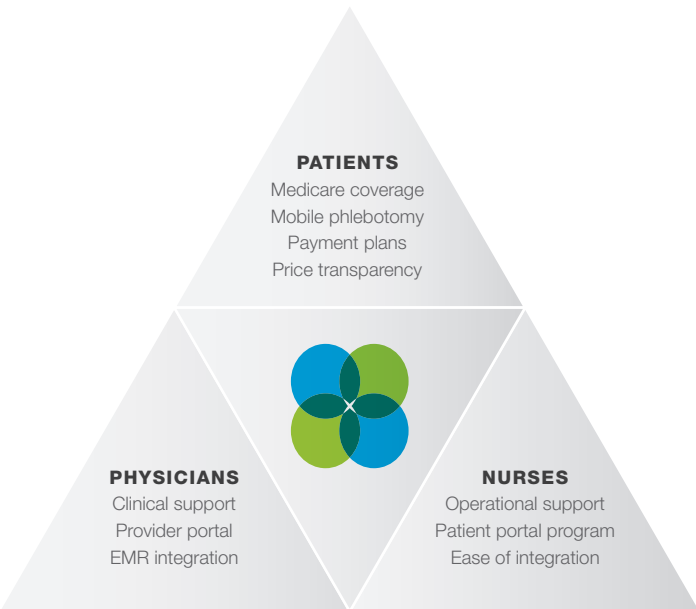 PATIENTS
Medicare coverage
Mobile phlebotomy
Payment plans
Price transparency
PHYSICIANS
Clinical support
Provider portal
EMR integration
NURSES
Operational support
Patient portal program
Ease of integration